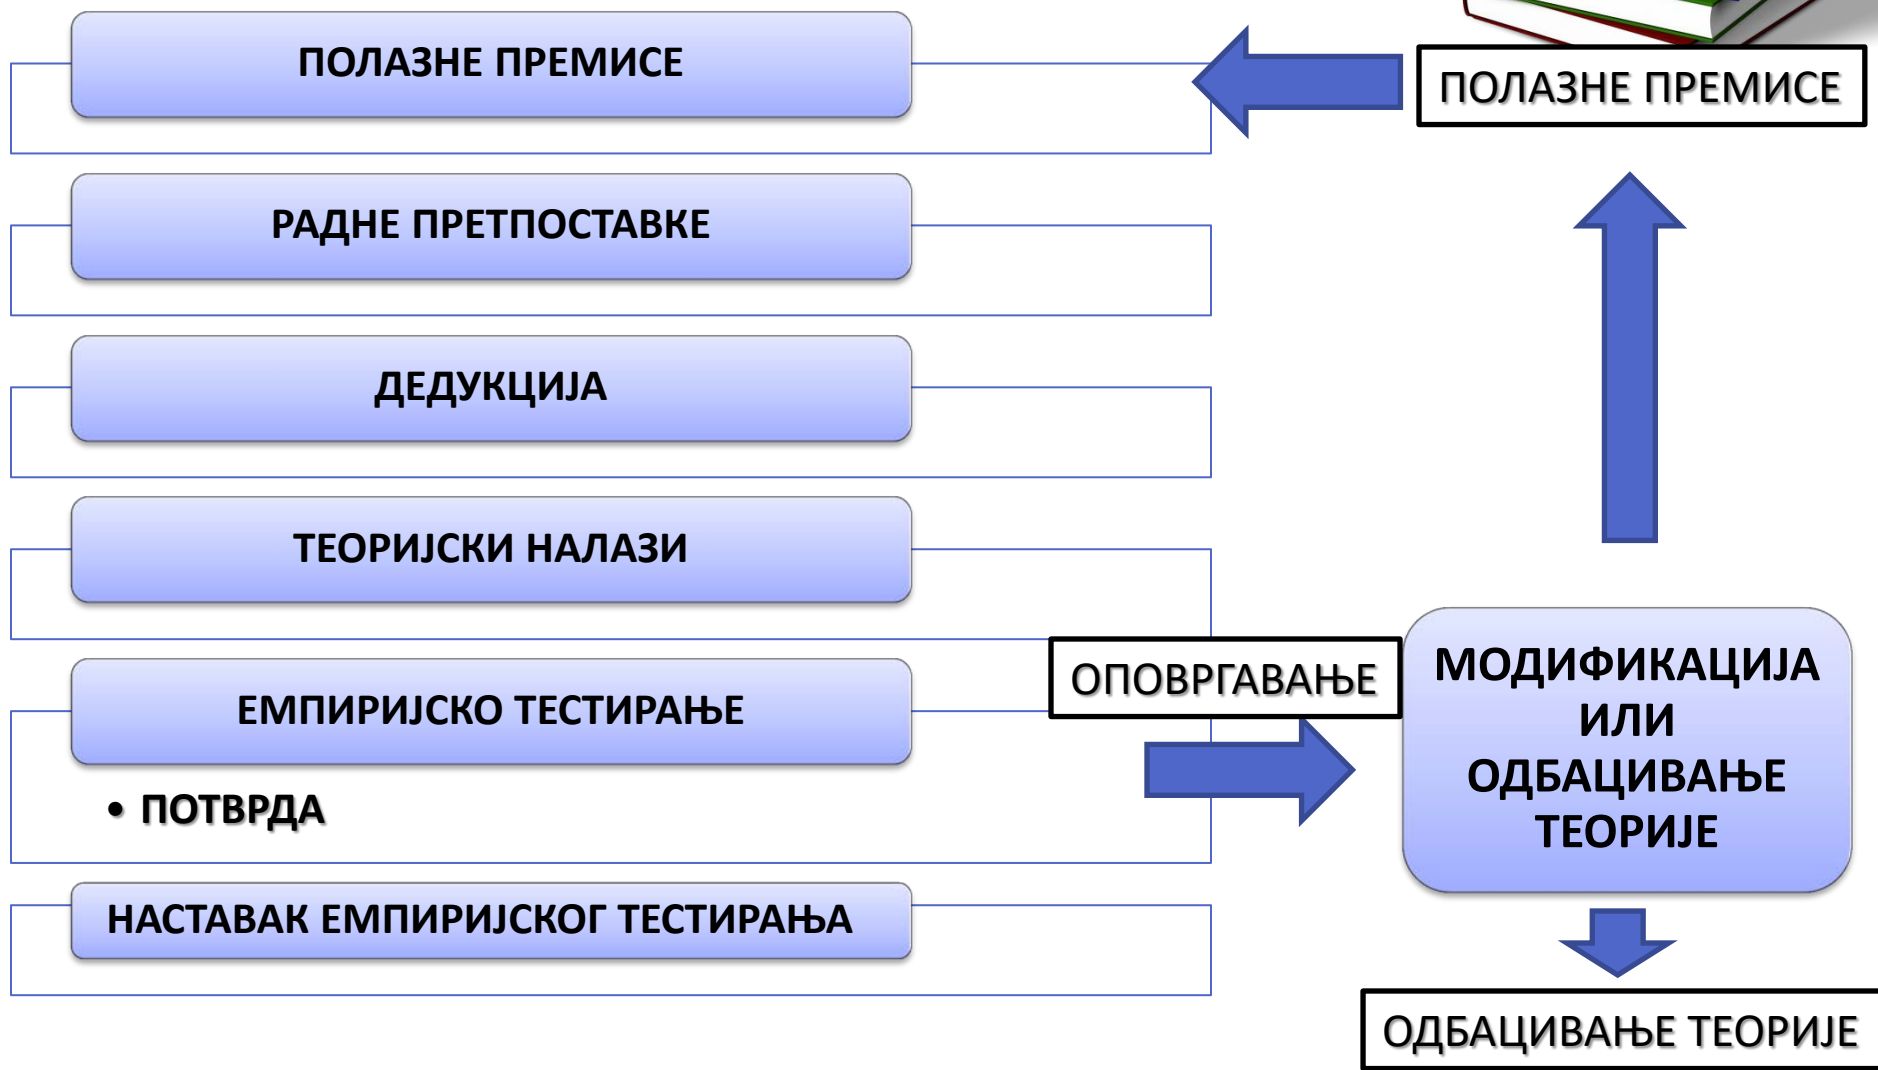 ПОЛАЗНЕ ПРЕМИСЕ
РАДНЕ ПРЕТПОСТАВКЕ
ДЕДУКЦИЈА
ТЕОРИЈСКИ НАЛАЗИ
ЕМПИРИЈСКО ТЕСТИРАЊЕ
• ПОТВРДА
НАСТАВАК ЕМПИРИЈСКОГ ТЕСТИРАЊА
ОПОВРГАВАЊЕ
ПОЛАЗНЕ ПРЕМИСЕ
МОДИФИКАЦИЈА
ИЛИ
ОДБАЦИВАЊЕ
ТЕОРИЈЕ
ОДБАЦИВАЊЕ ТЕОРИЈЕ